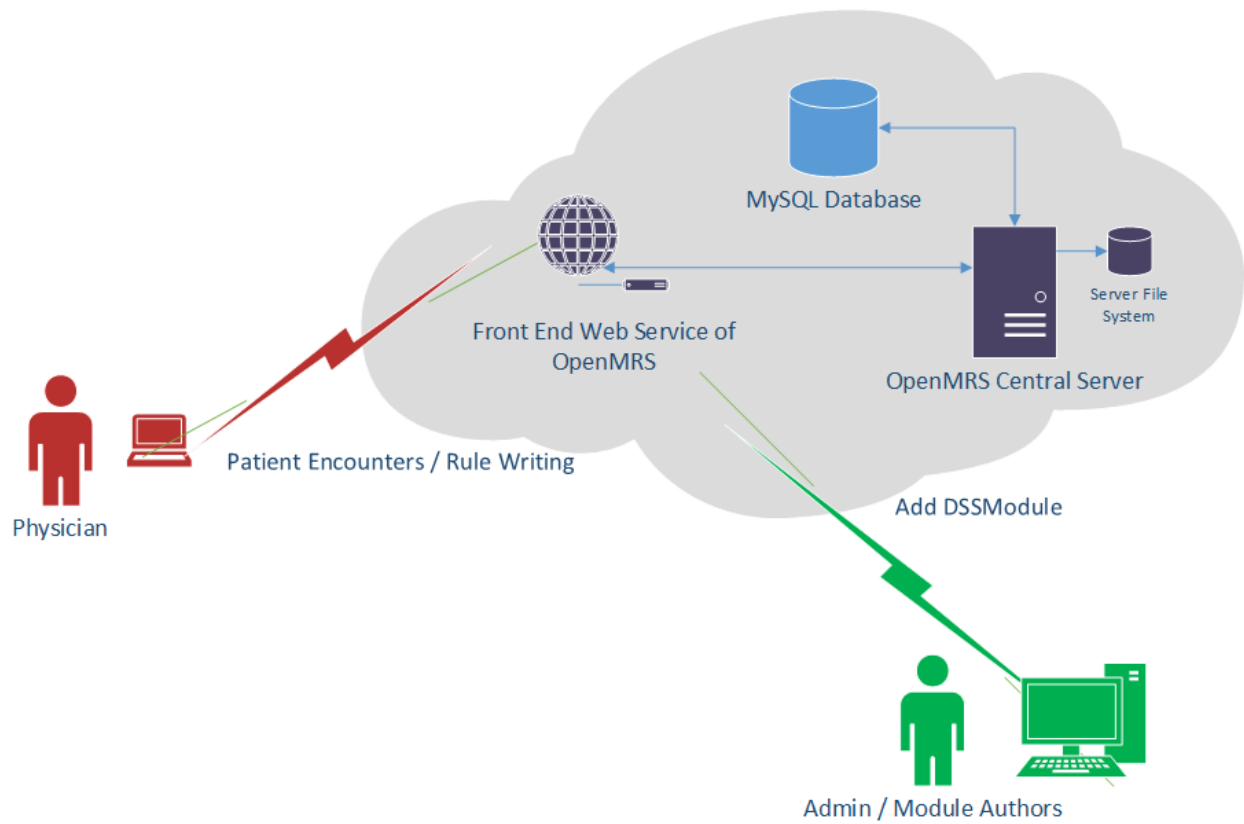 MySQL Database
Server File
System
Front End Web Service of
OpenMRS
OpenMRS Central Server
Patient Encounters / Rule Writing
Physician
Add DSSModule
Admin / Module Authors